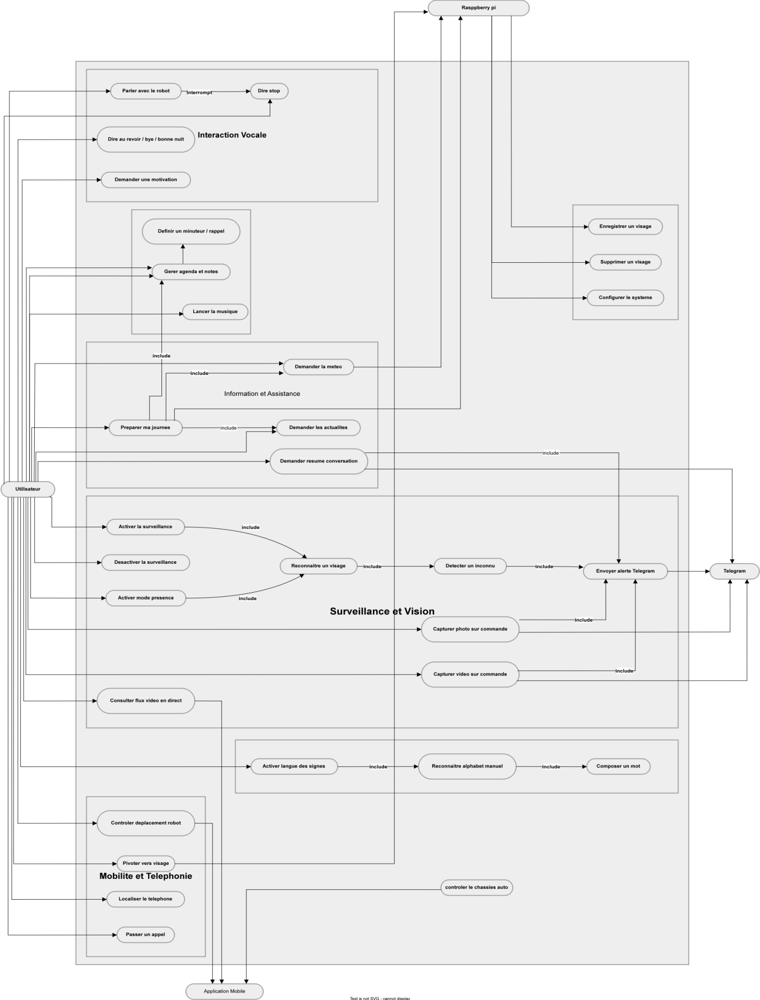 Rasppberry pi
Parler avec le robot
Interrompt
Dire stop
Interaction Vocale
Dire au revoir / bye / bonne nuit
Demander une motivation
Definir un minuteur / rappel
Enregistrer un visage
Supprimer un visage
Gerer agenda et notes
Configurer le systeme
Lancer la musique
include
Demander la meteo
include
Information et Assistance
Preparer ma journee
include
Demander les actualites
include
Demander resume conversation
Utilisateur
Activer la surveillance
include
Desactiver la surveillance
Reconnaitre un visage
include
Detecter un inconnu
include
Envoyer alerte Telegram
Telegram
Activer mode presence
include
Surveillance et Vision
include
Capturer photo sur commande
include
Capturer video sur commande
Consulter flux video en direct
Activer langue des signes
include
Reconnaitre alphabet manuel
include
Composer un mot
Controler deplacement robot
Pivoter vers visage
Mobilite et Telephonie
controler le chassies auto
Localiser le telephone
Passer un appel
Application Mobile
Text is not SVG - cannot display